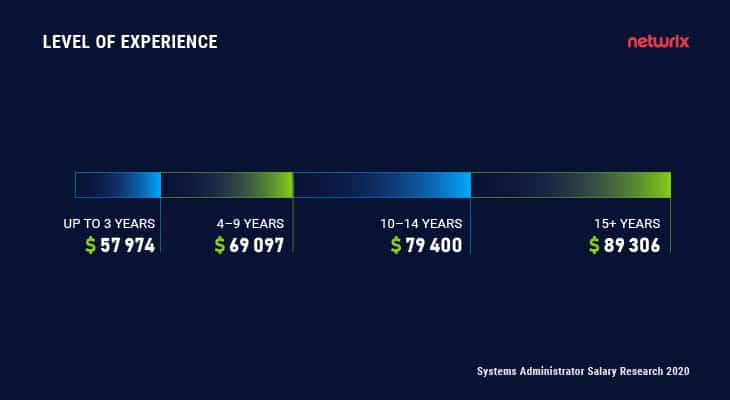 LEVEL OF EXPERIENCE
netwrix
UP TO 3 YEARS
$ 57 974
4–9 YEARS
$ 69 097
10–14 YEARS
$ 79 400
15+ YEARS
$ 89 306
Systems Administrator Salary Research 2020